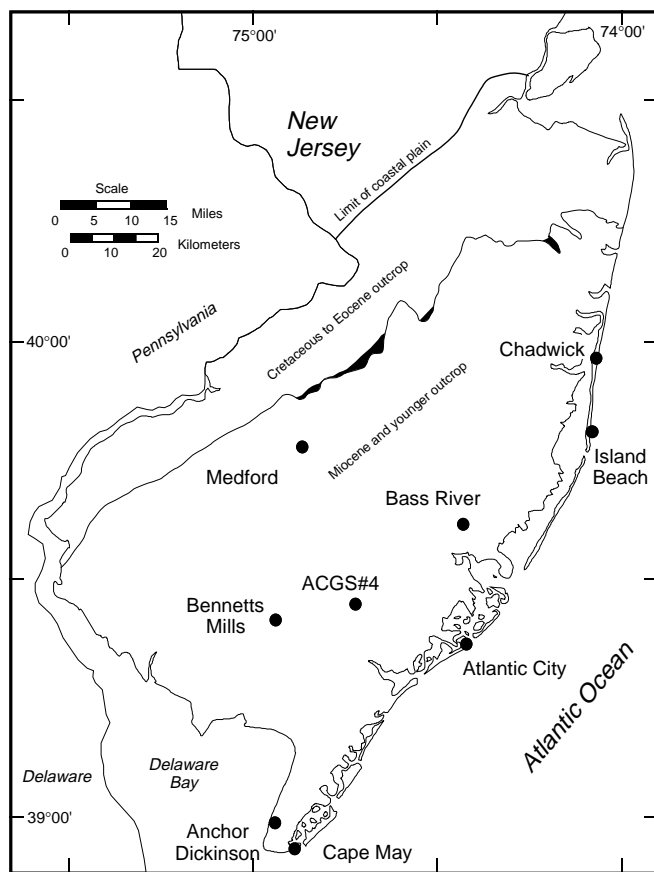 75°00'
74°00'
New
Jersey
Limit of coastal plain
Scale
0 5 10 15 Miles
0 10 20 Kilometers
Pennsylvania
Cretaceous to Eocene outcrop
40°00'
Chadwick
Miocene and younger outcrop
Medford
Island
Beach
Bass River
ACGS#4
Bennetts
Mills
Atlantic City
Atlantic Ocean
Delaware
Delaware
Bay
39°00'
Anchor
Dickinson
Cape May